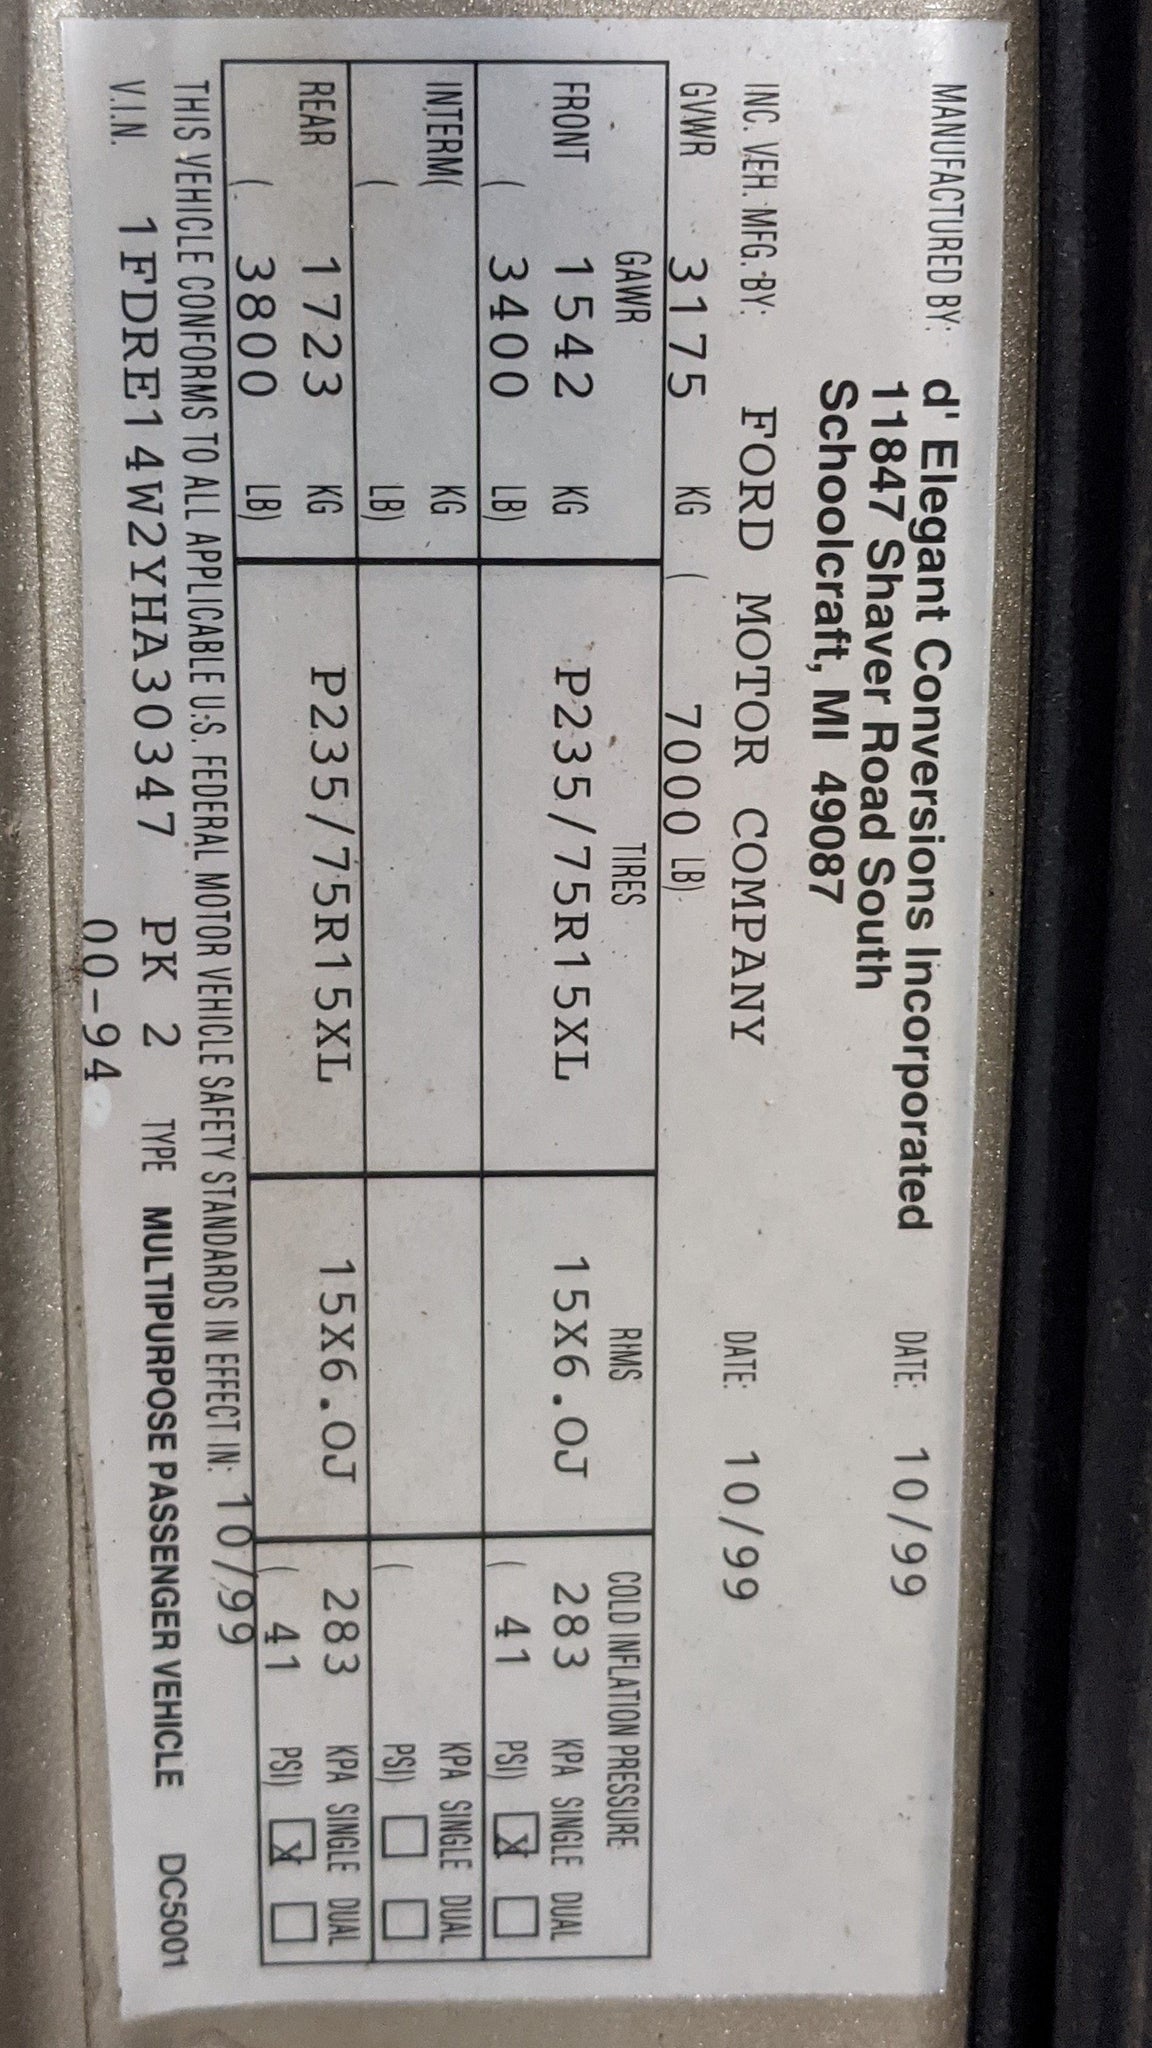 MANUFACTURED BY: d' Elegant Conversions Incorporated DATE: 10/99
11847 Shaver Road South
Schoolcraft, MI 49087
INC. VEH. MFG. BY: FORD MOTOR COMPANY DATE: 10/99
GVWR 3175 KG ( 7000 LB)
GAWR TIRES RIMS COLD INFLATION PRESSURE
FRONT 1542 KG P235/75R15XL 15X6.0J 283 KPA SINGLE DUAL
( 3400 LB) ( 41 PSI) X
INTERM( KG KPA SINGLE DUAL
( LB) ( PSI)
REAR 1723 KG P235/75R15XL 15X6.0J 283 KPA SINGLE DUAL
( 3800 LB) ( 41 PSI) X
THIS VEHICLE CONFORMS TO ALL APPLICABLE U.S. FEDERAL MOTOR VEHICLE SAFETY STANDARDS IN EFFECT IN: 10/99
V.I.N. 1FDRE14W2YHA30347 PK 2 TYPE MULTIPURPOSE PASSENGER VEHICLE DC5001
00-94